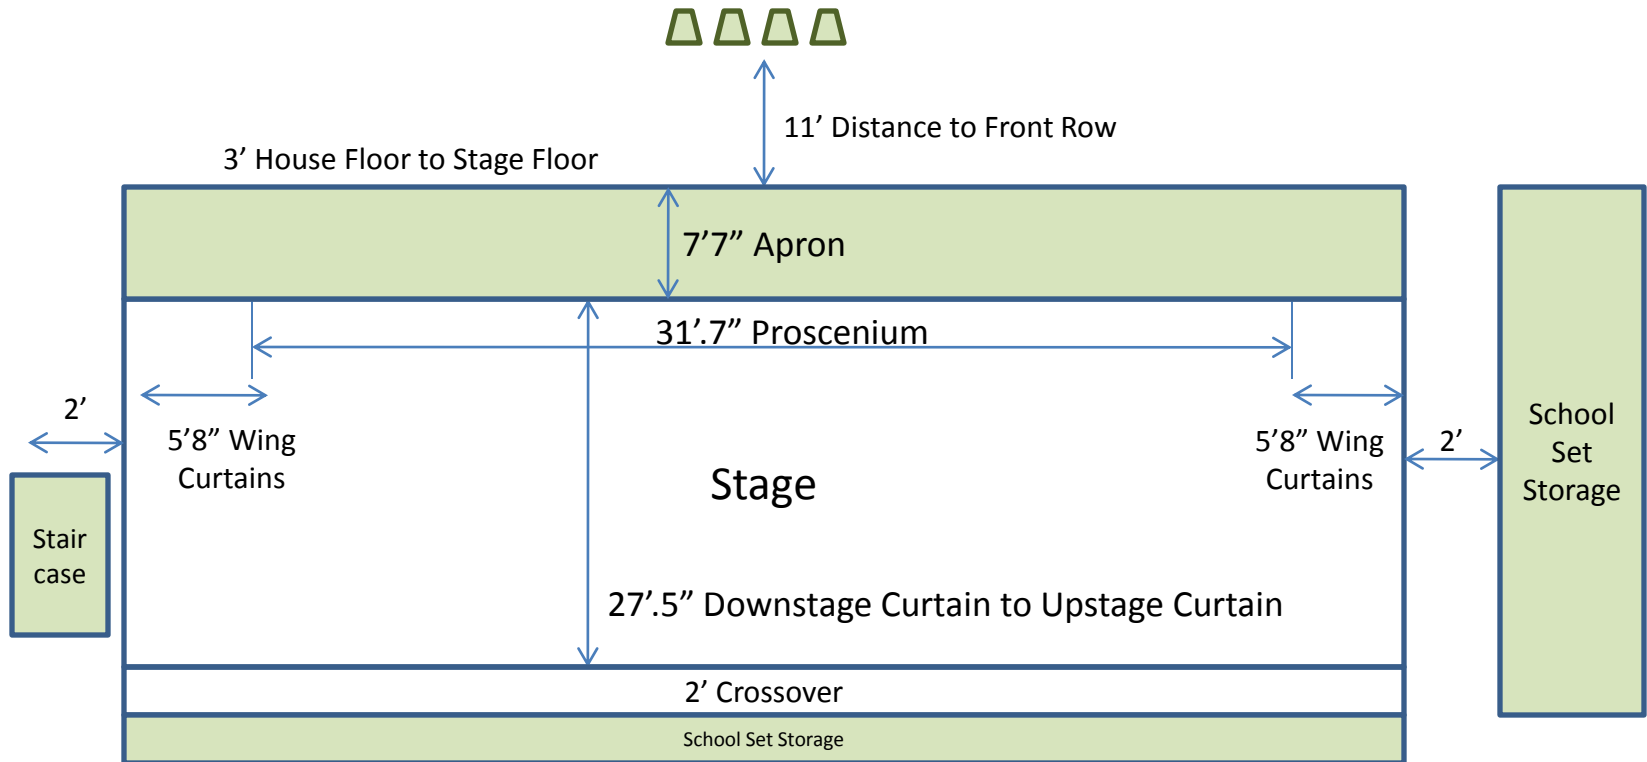 11’ Distance to Front Row
3’ House Floor to Stage Floor
7’7” Apron
31’.7” Proscenium
2’
5’8” Wing
Curtains
5’8” Wing
Curtains
2’
School
Set
Storage
Stage
Stair
case
27’.5” Downstage Curtain to Upstage Curtain
2’ Crossover
School Set Storage